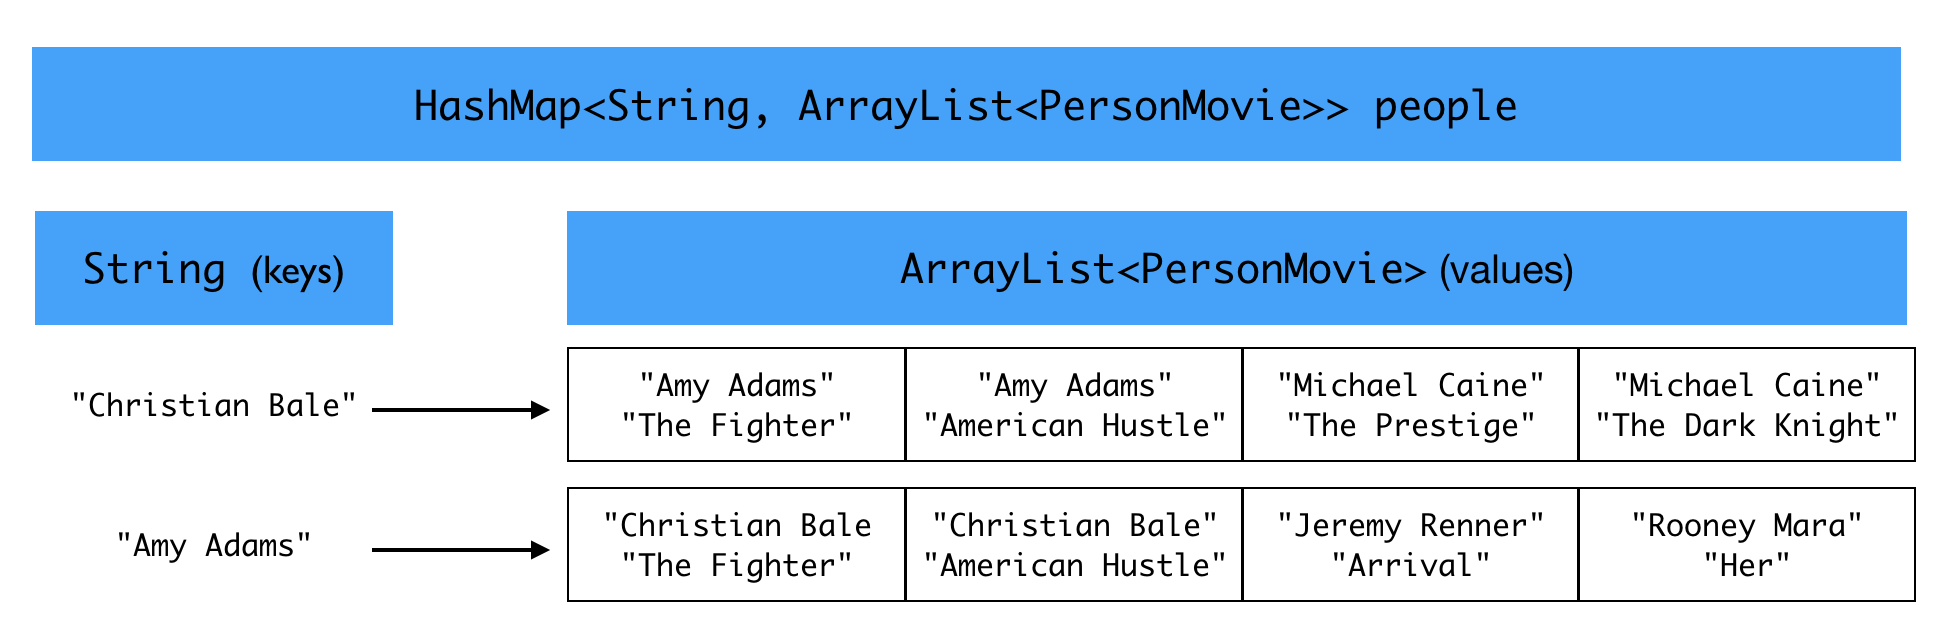 HashMap<String, ArrayList<PersonMovie>> people
String (keys)
ArrayList<PersonMovie> (values)
"Christian Bale"
"Amy Adams"
"The Fighter"
"Amy Adams"
"American Hustle"
"Michael Caine"
"The Prestige"
"Michael Caine"
"The Dark Knight"
"Amy Adams"
"Christian Bale
"The Fighter"
"Christian Bale"
"American Hustle"
"Jeremy Renner"
"Arrival"
"Rooney Mara"
"Her"